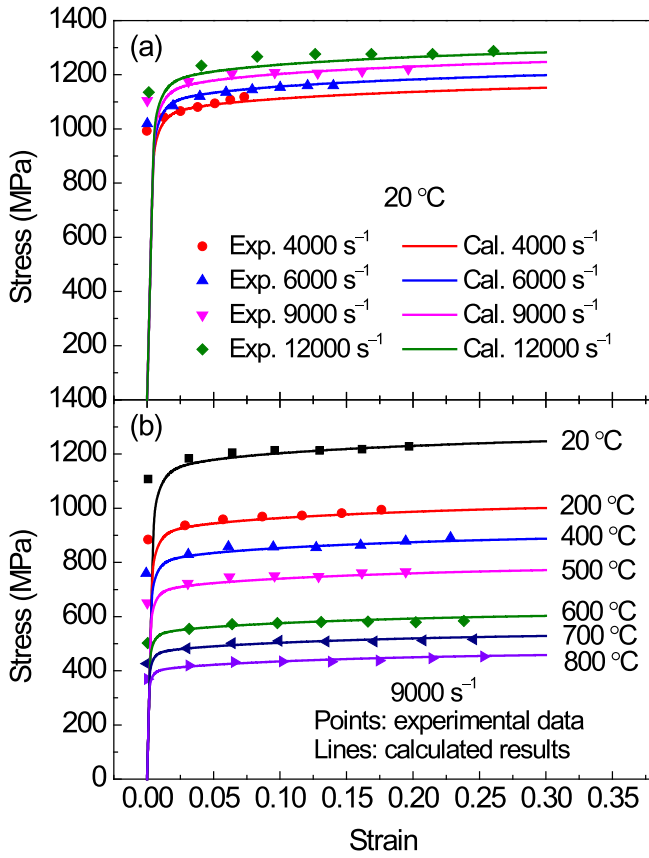 1400
(a)
1200
1000
800
600
400
200
1400
Stress (MPa)
20 °C
Exp. 4000 s⁻¹
Cal. 4000 s⁻¹
Exp. 6000 s⁻¹
Cal. 6000 s⁻¹
Exp. 9000 s⁻¹
Cal. 9000 s⁻¹
Exp. 12000 s⁻¹
Cal. 12000 s⁻¹
(b)
1200
1000
800
600
400
200
0
Stress (MPa)
20 °C
200 °C
400 °C
500 °C
600 °C
700 °C
800 °C
9000 s⁻¹
Points: experimental data
Lines: calculated results
0.00 0.05 0.10 0.15 0.20 0.25 0.30 0.35
Strain